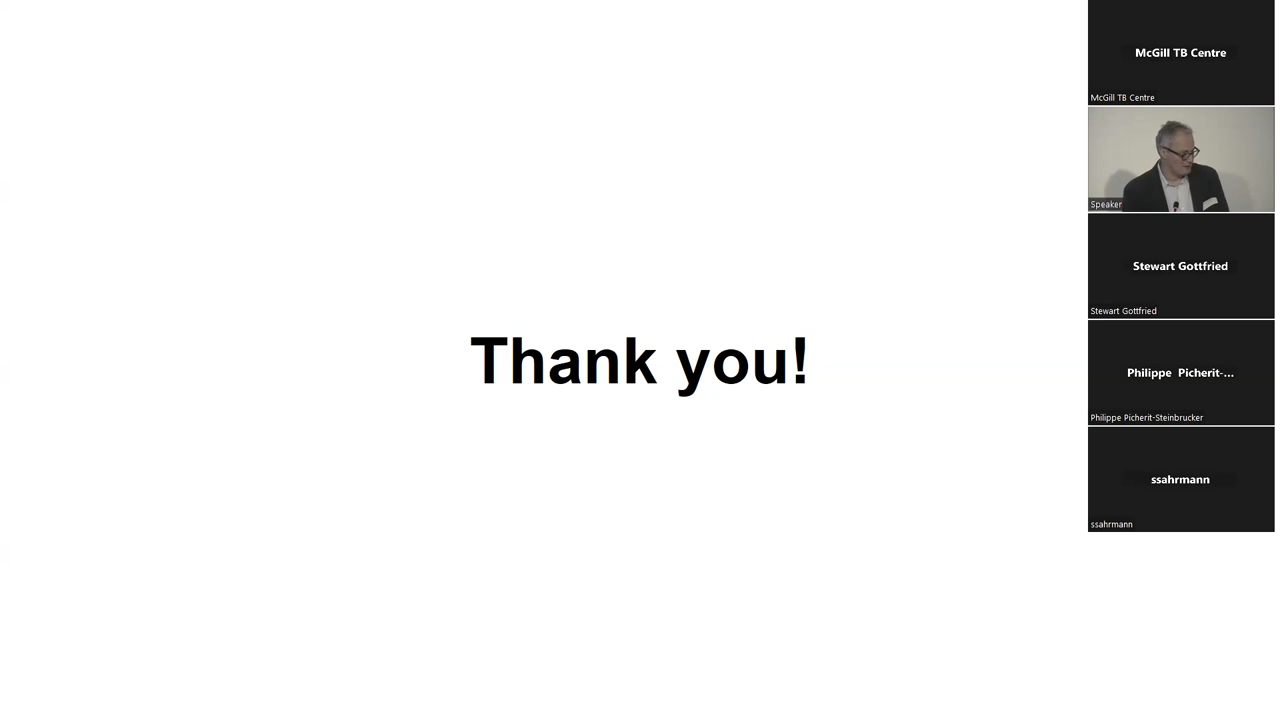 Thank you!
McGill TB Centre
McGill TB Centre
Speaker
Stewart Gottfried
Stewart Gottfried
Philippe Picherit-...
Philippe Picherit-Steinbrucker
ssahrmann
ssahrmann